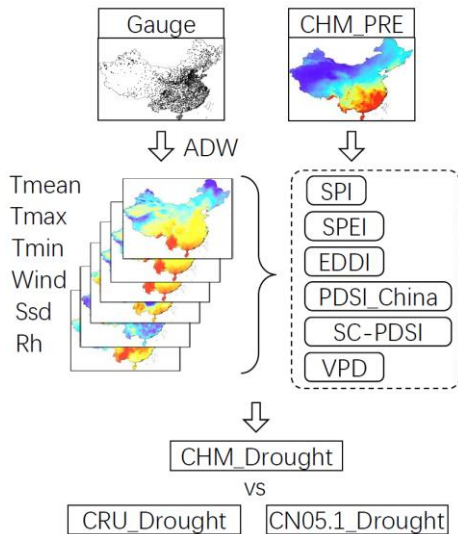 Gauge
CHM_PRE
ADW
Tmean
Tmax
Tmin
Wind
Ssd
Rh
SPI
SPEI
EDDI
PDSI_China
SC-PDSI
VPD
CHM_Drought
vs
CRU_Drought
CN05.1_Drought